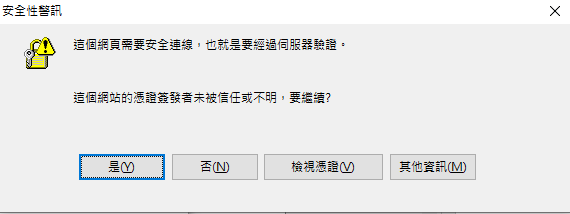 安全性警訊
這個網頁需要安全連線，也就是要經過伺服器驗證。
這個網站的憑證簽發者未被信任或不明，要繼續?
是(Y)
否(N)
檢視憑證(V)
其他資訊(M)